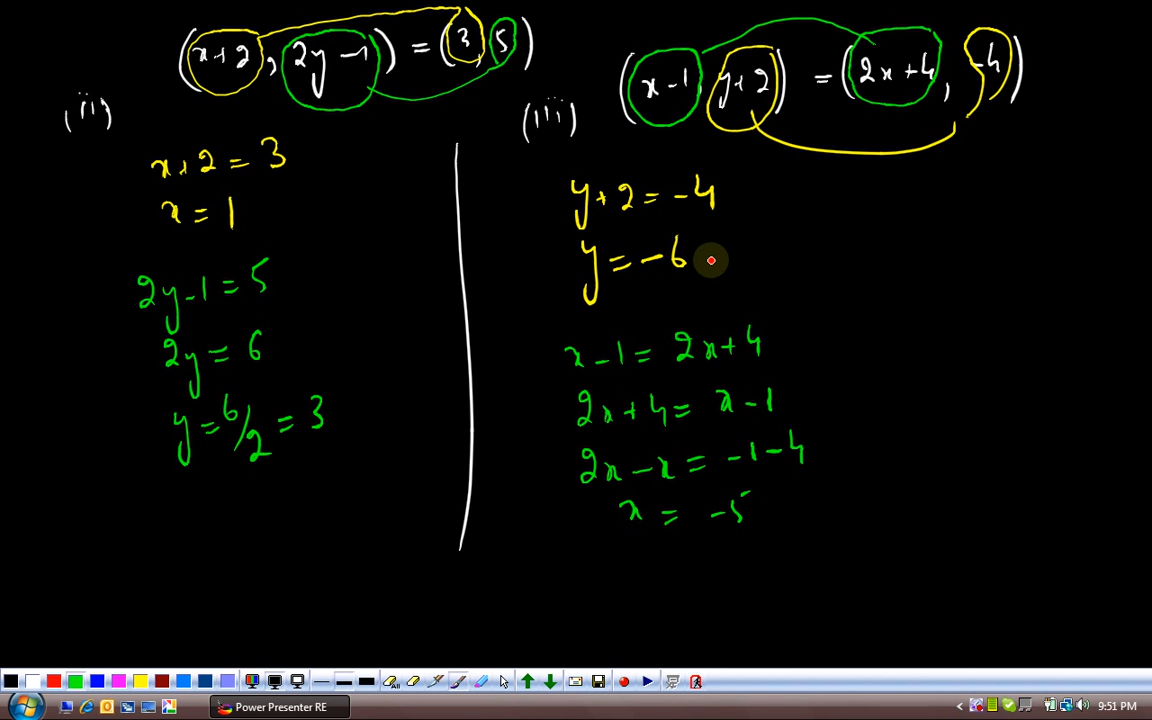 (x+2, 2y-1) = (3, 5)
(ii)
x+2 = 3
x = 1
2y-1 = 5
2y = 6
y = 6/2 = 3
(x-1, y+2) = (2x+4, -4)
(iii)
y+2 = -4
y = -6
x-1 = 2x+4
2x+4 = x-1
2x-x = -1-4
x = -5
Power Presenter RE
9:51 PM